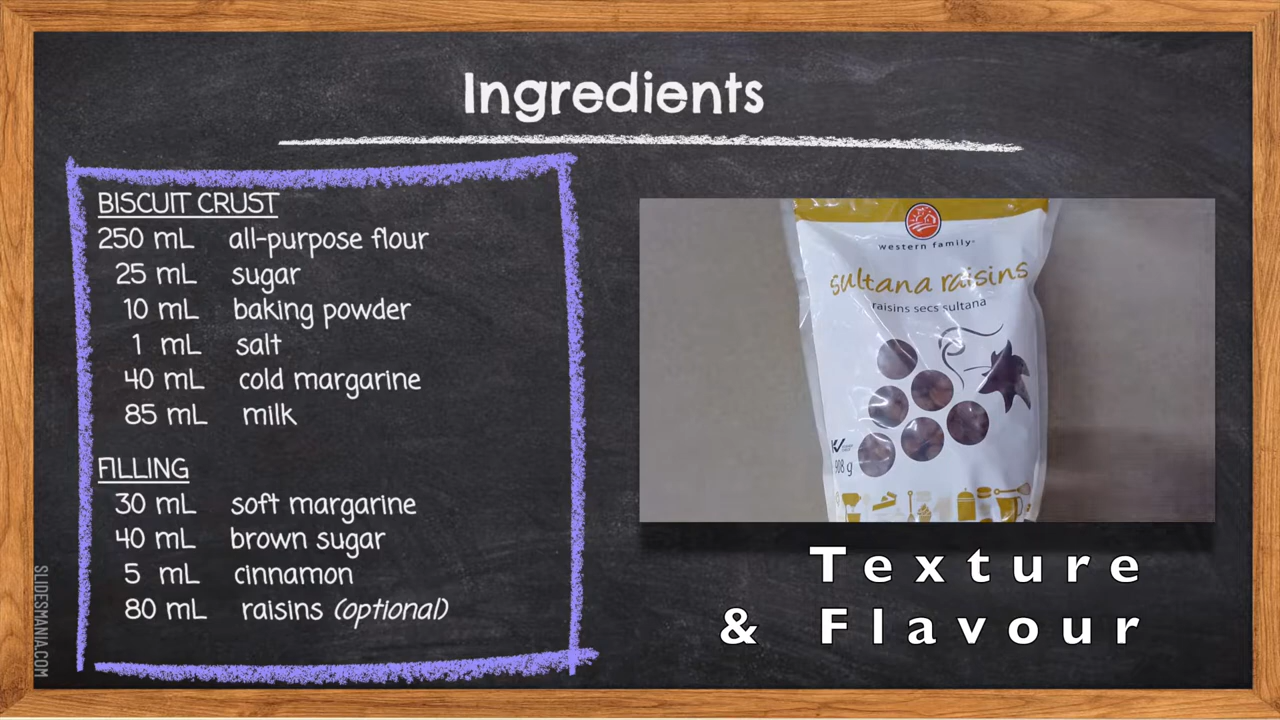 Ingredients
BISCUIT CRUST
250 mL all-purpose flour
25 mL sugar
10 mL baking powder
1 mL salt
40 mL cold margarine
85 mL milk
FILLING
30 mL soft margarine
40 mL brown sugar
5 mL cinnamon
80 mL raisins (optional)
western family
sultana raisins
raisins secs sultana
908 g
Texture
& Flavour
SLIDESMANIA.COM